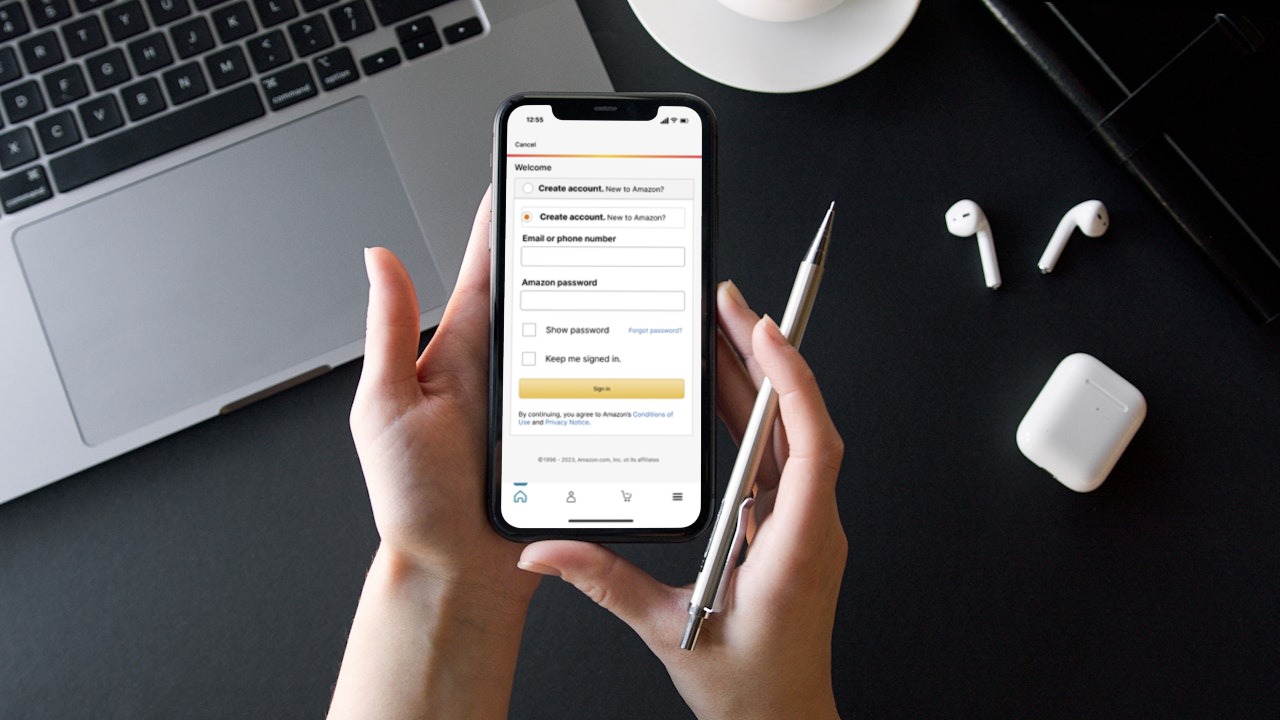 12:55
Cancel
Welcome
Create account. New to Amazon?
Create account. New to Amazon?
Email or phone number
Amazon password
Show password Forgot password?
Keep me signed in.
Sign in
By continuing, you agree to Amazon's Conditions of
Use and Privacy Notice.
©1996 - 2023, Amazon.com, Inc. ot its affiliates
5 Y U I O P
R T
D F G H J K L
X C V B N M < >
? /
command
command
option